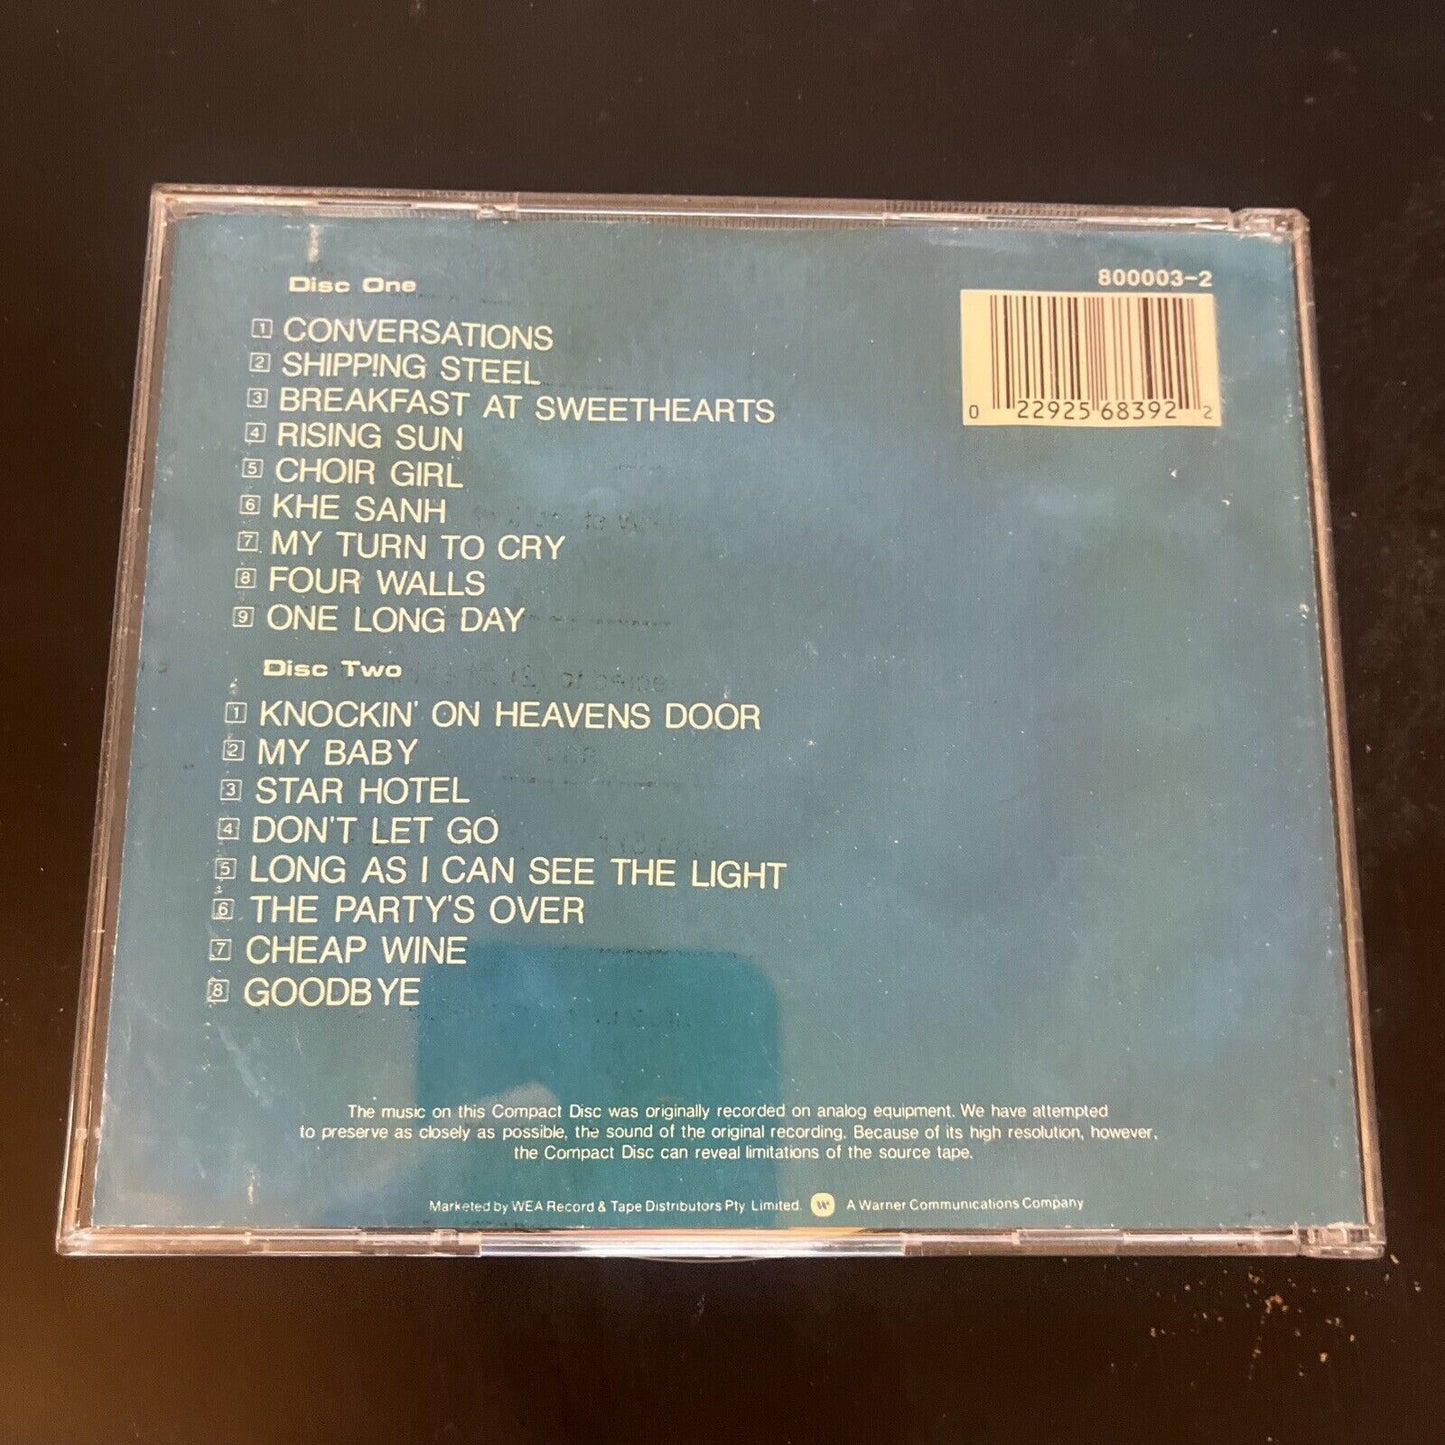 Disc One
1 CONVERSATIONS
2 SHIPPING STEEL
3 BREAKFAST AT SWEETHEARTS
4 RISING SUN
5 CHOIR GIRL
6 KHE SANH
7 MY TURN TO CRY
8 FOUR WALLS
9 ONE LONG DAY
Disc Two
1 KNOCKIN' ON HEAVENS DOOR
2 MY BABY
3 STAR HOTEL
4 DON'T LET GO
5 LONG AS I CAN SEE THE LIGHT
6 THE PARTY'S OVER
7 CHEAP WINE
8 GOODBYE
800003-2
0 22925 68392 2
The music on this Compact Disc was originally recorded on analog equipment. We have attempted
to preserve as closely as possible, the sound of the original recording. Because of its high resolution, however,
the Compact Disc can reveal limitations of the source tape.
Marketed by WEA Record & Tape Distributors Pty. Limited. W A Warner Communications Company